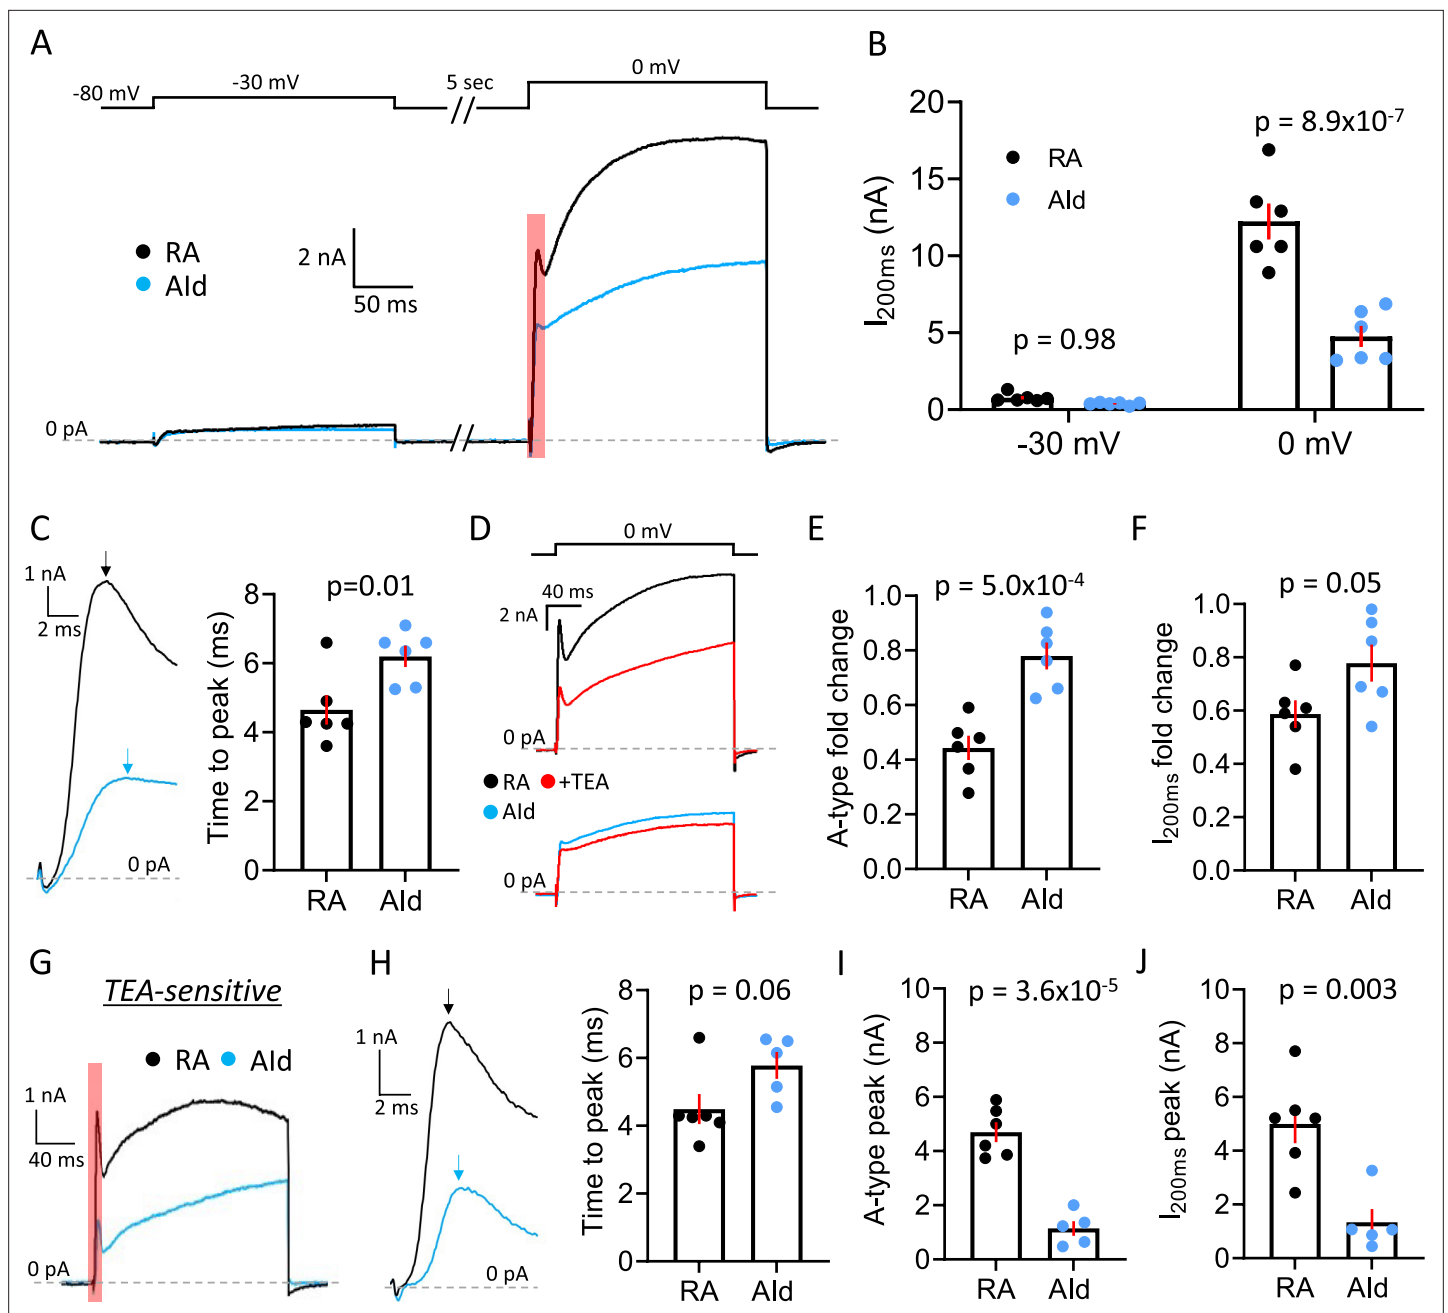 A
-80 mV
-30 mV
5 sec
0 mV
RA
AId
2 nA
50 ms
0 pA
B
I200ms (nA)
20
15
10
5
0
RA
AId
p = 0.98
p = 8.9x10-7
-30 mV
0 mV
C
1 nA
2 ms
0 pA
p=0.01
Time to peak (ms)
8
6
4
2
0
RA
AId
D
0 mV
40 ms
2 nA
0 pA
RA
+TEA
AId
0 pA
E
p = 5.0x10-4
A-type fold change
1.0
0.8
0.6
0.4
0.2
0.0
RA
AId
F
p = 0.05
I200ms fold change
1.0
0.8
0.6
0.4
0.2
0.0
RA
AId
G
TEA-sensitive
RA
AId
1 nA
40 ms
0 pA
H
1 nA
2 ms
0 pA
p = 0.06
Time to peak (ms)
8
6
4
2
0
RA
AId
I
p = 3.6x10-5
A-type peak (nA)
10
8
6
4
2
0
RA
AId
J
p = 0.003
I200ms peak (nA)
10
8
6
4
2
0
RA
AId